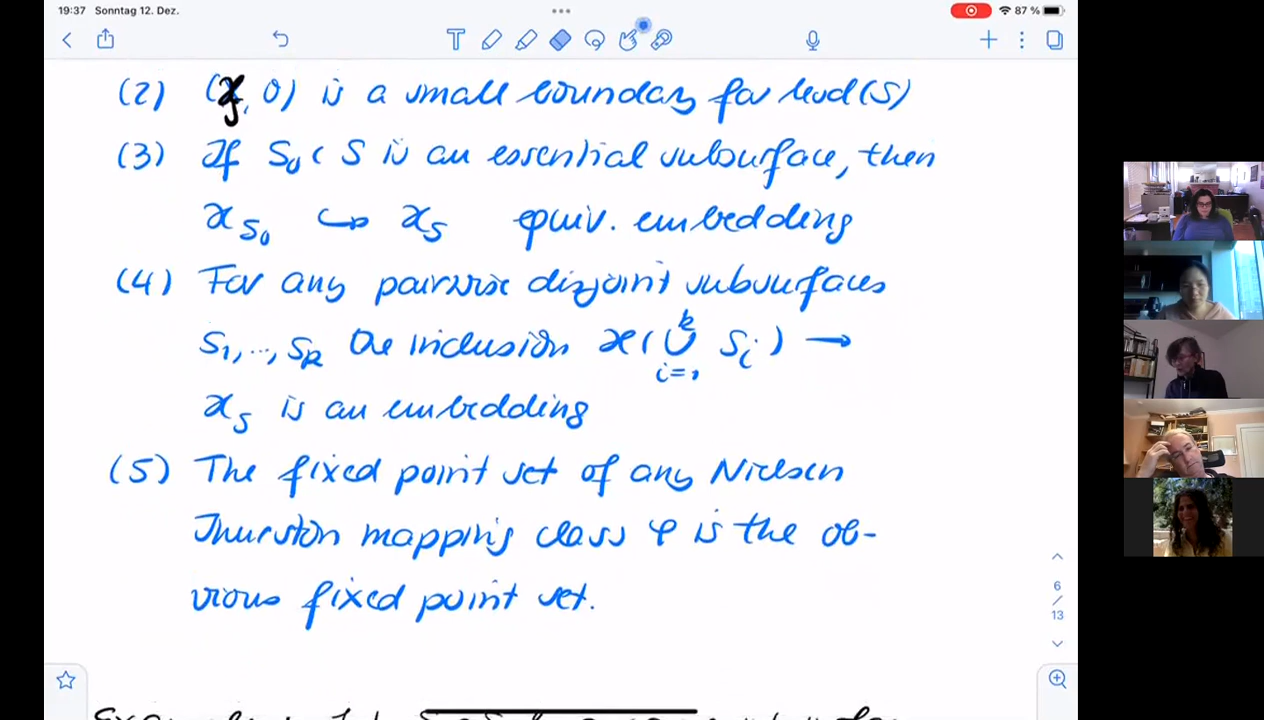 19:37 Sonntag 12. Dez.
87 %
(2) (𝒳, 0) is a small boundary for Mod(S)
(3) If S₀ ⊂ S is an essential subsurface, then
𝒳_{S₀} ↪ 𝒳_S equiv. embedding
(4) For any pairwise disjoint subsurfaces
S₁, .., S_k the inclusion 𝒳(⋃_{i=1}^k S_i) →
𝒳_S is an embedding
(5) The fixed point set of any Nielsen
Thurston mapping class φ is the ob-
vious fixed point set.
6
/
13